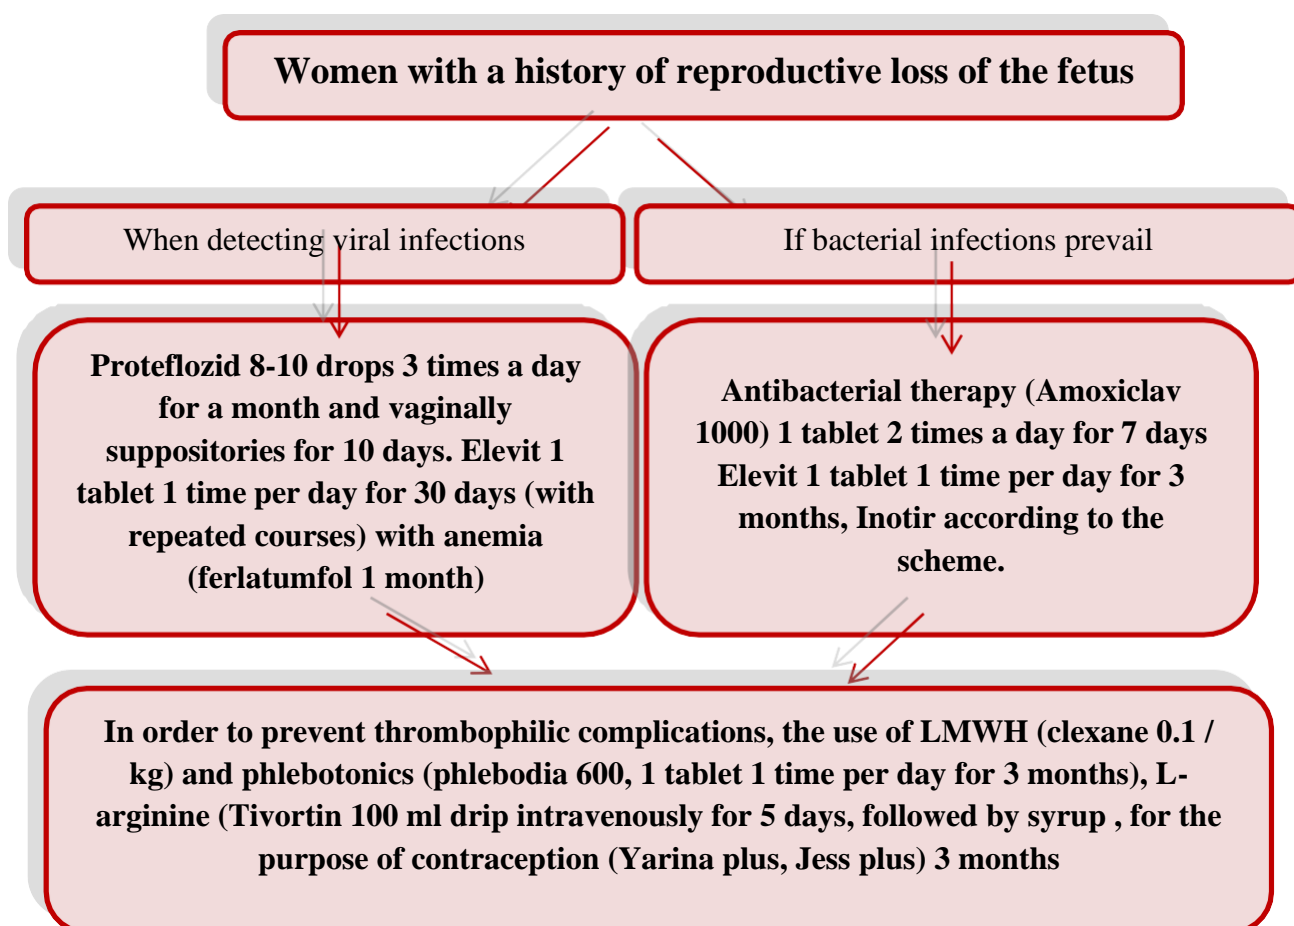 Women with a history of reproductive loss of the fetus
When detecting viral infections
If bacterial infections prevail
Proteflozid 8-10 drops 3 times a day
for a month and vaginally
suppositories for 10 days. Elevit 1
tablet 1 time per day for 30 days (with
repeated courses) with anemia
(ferlatumfol 1 month)
Antibacterial therapy (Amoxiclav
1000) 1 tablet 2 times a day for 7 days
Elevit 1 tablet 1 time per day for 3
months, Inotir according to the
scheme.
In order to prevent thrombophilic complications, the use of LMWH (clexane 0.1 /
kg) and phlebotonics (phlebodia 600, 1 tablet 1 time per day for 3 months), L-
arginine (Tivortin 100 ml drip intravenously for 5 days, followed by syrup , for the
purpose of contraception (Yarina plus, Jess plus) 3 months